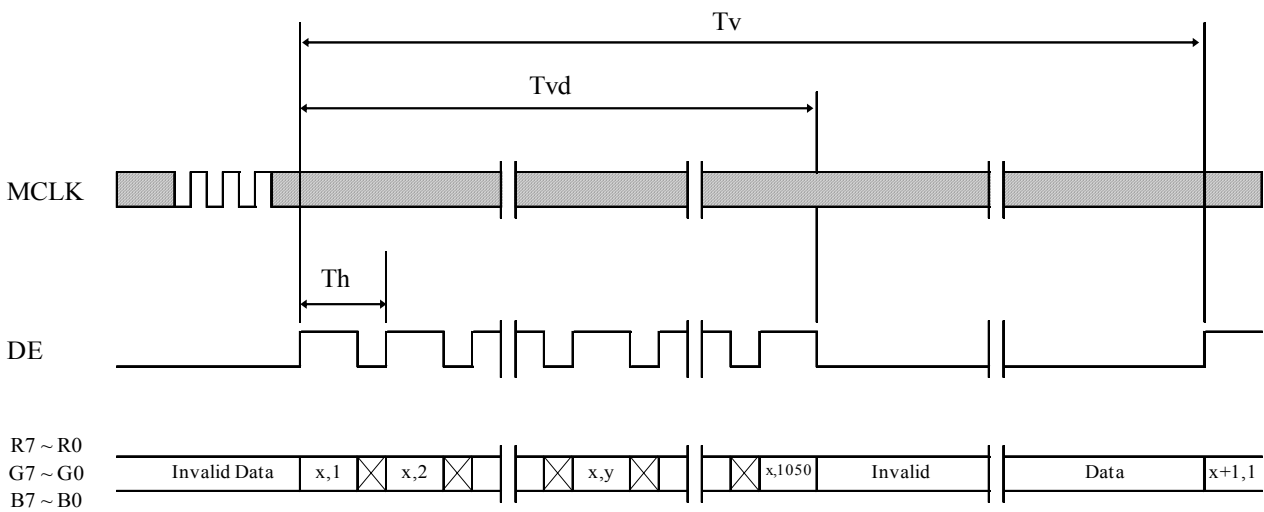 Tv
Tvd
MCLK
Th
DE
R7 ~ R0
G7 ~ G0
B7 ~ B0
Invalid Data
x,1
x,2
x,y
x,1050
Invalid
Data
x+1,1